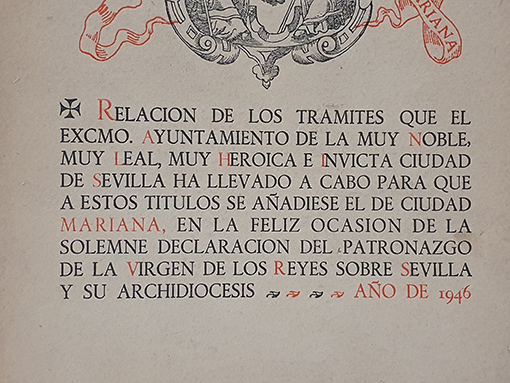 MARIANA
✠ RELACION DE LOS TRAMITES QUE EL
EXCMO. AYUNTAMIENTO DE LA MUY NOBLE,
MUY LEAL, MUY HEROICA E INVICTA CIUDAD
DE SEVILLA HA LLEVADO A CABO PARA QUE
A ESTOS TITULOS SE AÑADIESE EL DE CIUDAD
MARIANA, EN LA FELIZ OCASION DE LA
SOLEMNE DECLARACION DEL PATRONAZGO
DE LA VIRGEN DE LOS REYES SOBRE SEVILLA
Y SU ARCHIDIOCESIS AÑO DE 1946